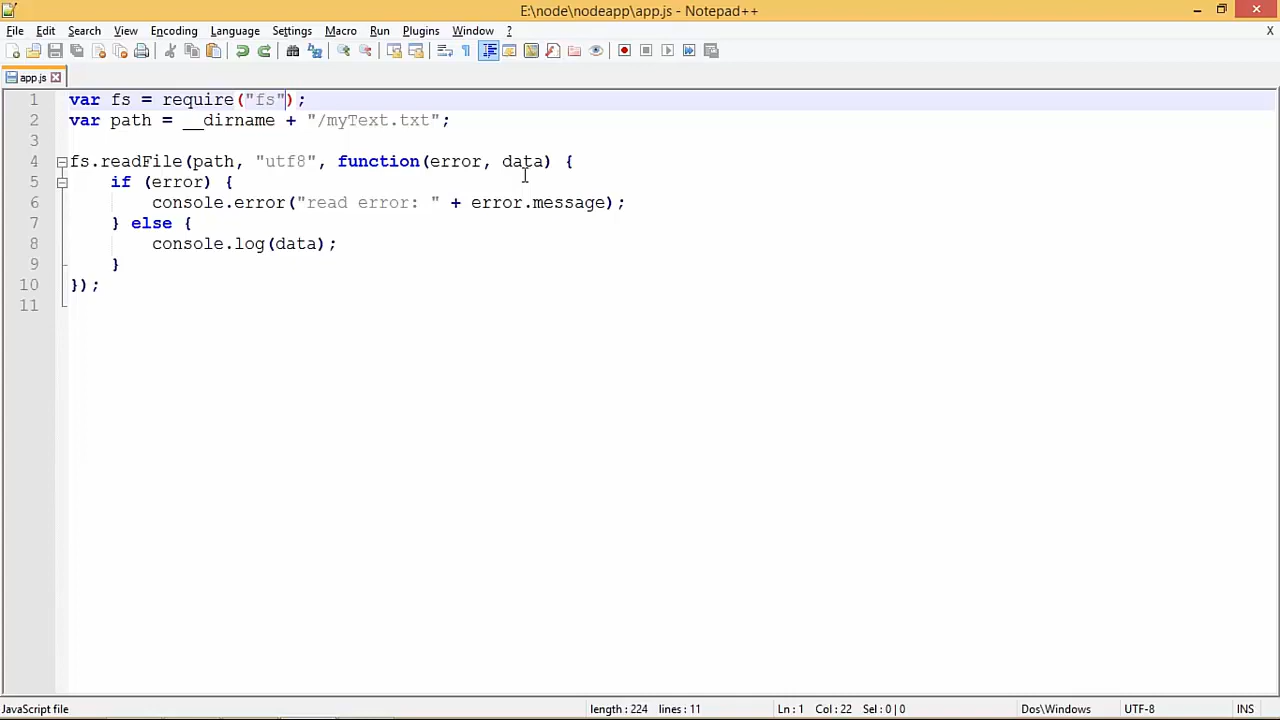 E:\node\nodeapp\app.js - Notepad++
File Edit Search View Encoding Language Settings Macro Run Plugins Window ? X
app.js
1 var fs = require("fs");
2 var path = __dirname + "/myText.txt";
3
4 fs.readFile(path, "utf8", function(error, data) {
5     if (error) {
6         console.error("read error: " + error.message);
7     } else {
8         console.log(data);
9     }
10 });
11
JavaScript file length : 224 lines : 11 Ln : 1 Col : 22 Sel : 0 | 0 Dos\Windows UTF-8 INS